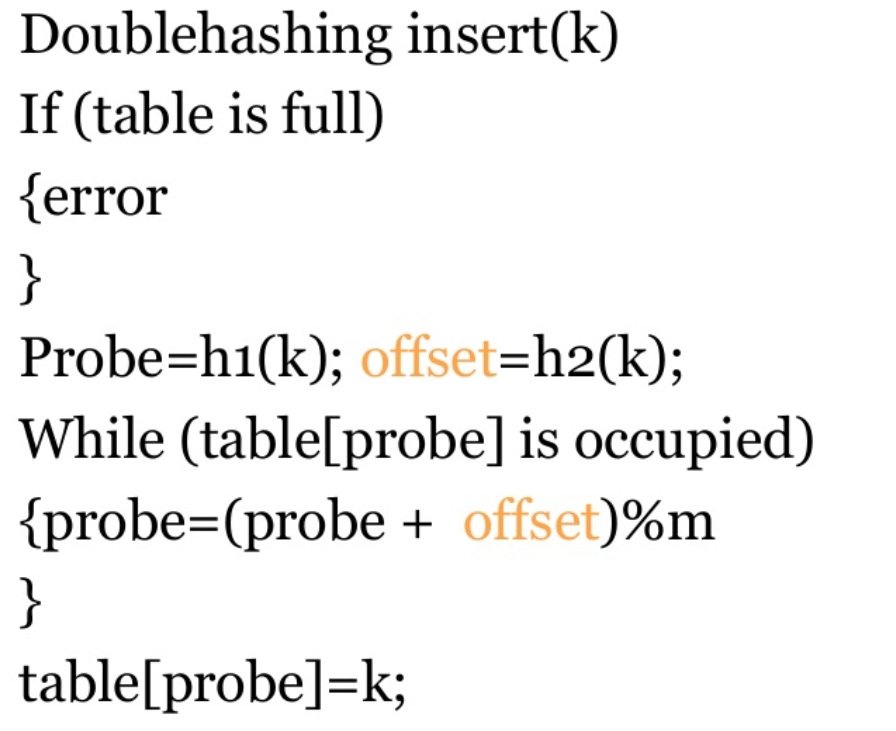 Doublehashing insert(k)
If (table is full)
{error
}
Probe=h1(k); offset=h2(k);
While (table[probe] is occupied)
{probe=(probe + offset)%m
}
table[probe]=k;